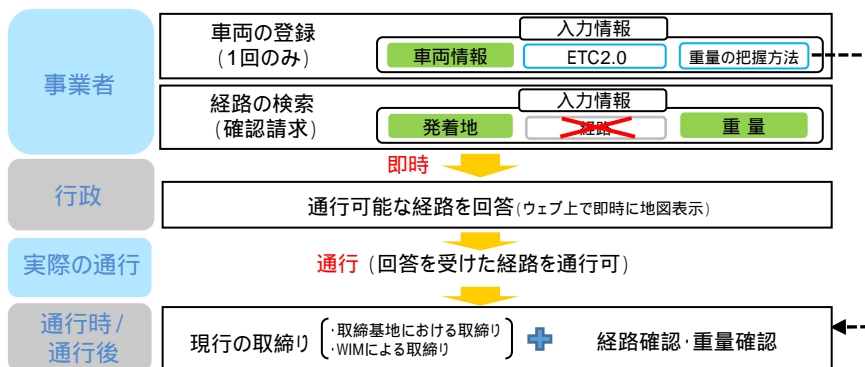 事業者
車両の登録
(1回のみ)
入力情報
車両情報
ETC2.0
重量の把握方法
経路の検索
(確認請求)
入力情報
発着地
経路
重 量
即時
行政
通行可能な経路を回答(ウェブ上で即時に地図表示)
実際の通行
通行 (回答を受けた経路を通行可)
通行時/
通行後
現行の取締り
・取締基地における取締り
・WIMによる取締り
経路確認・重量確認